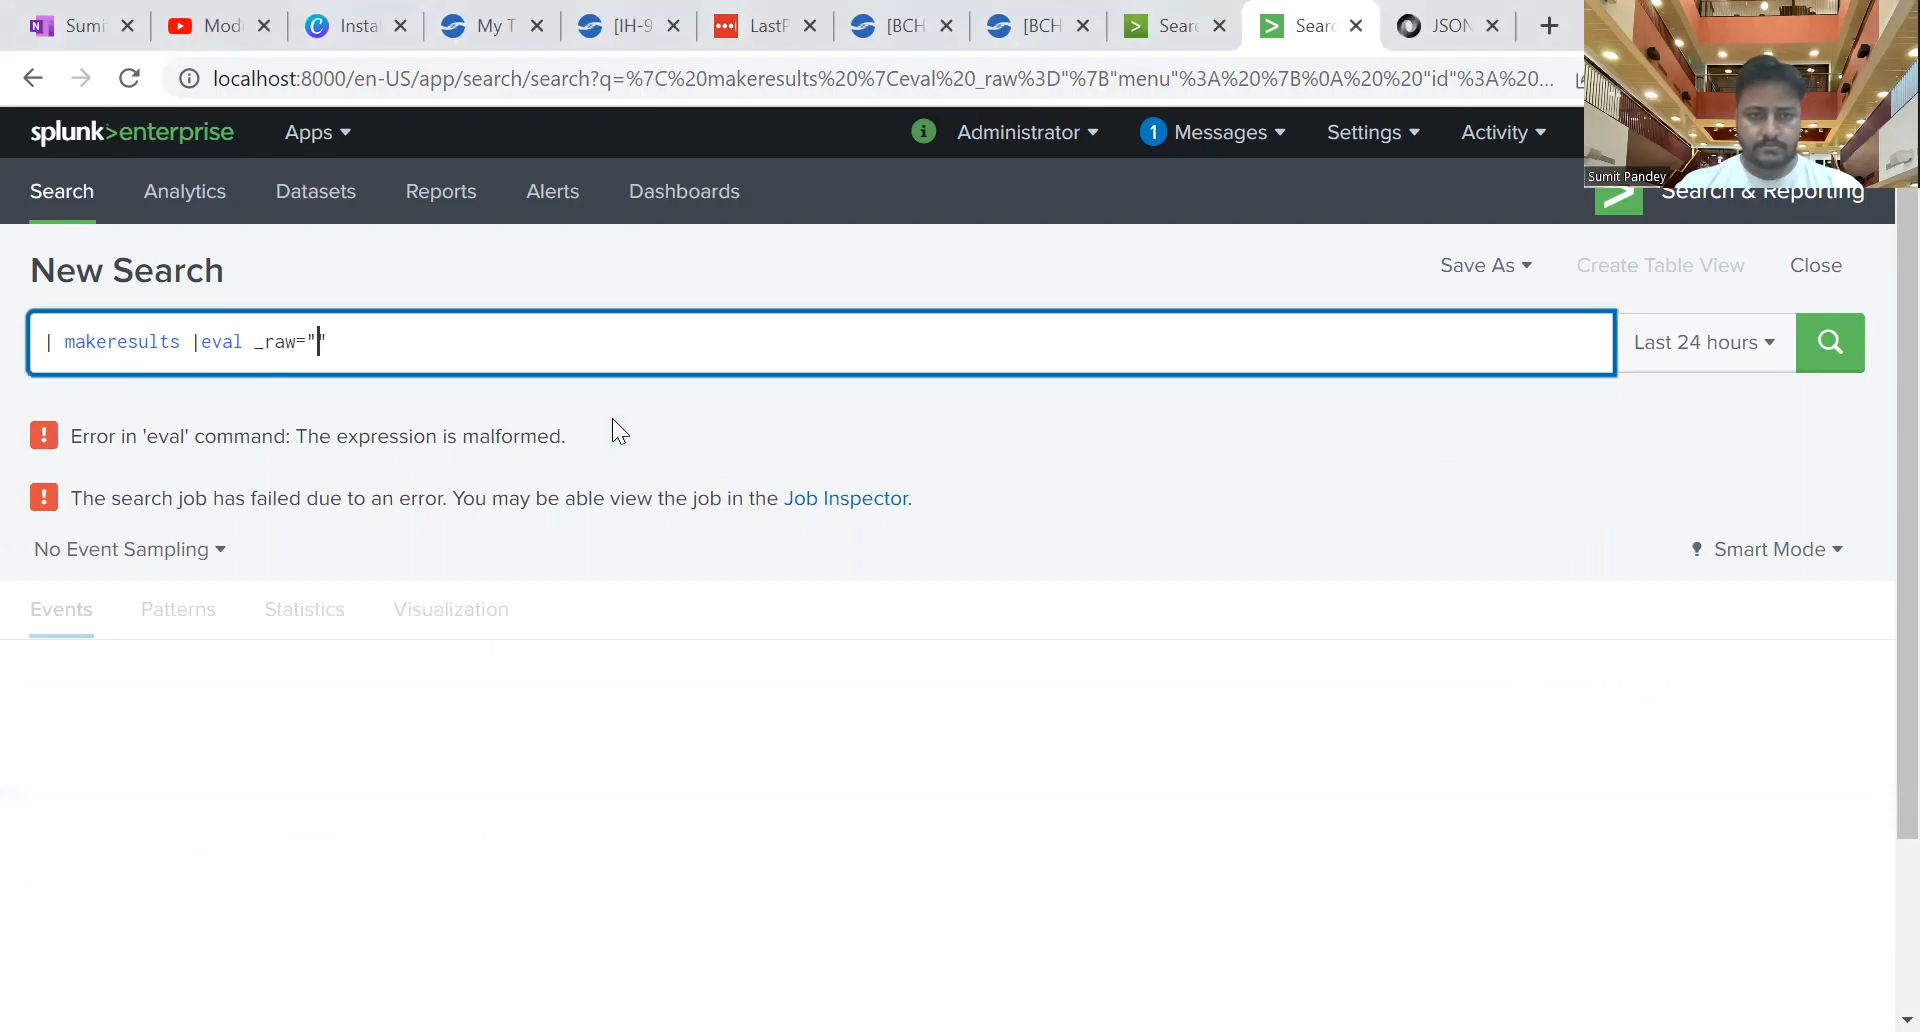 Sumi
Mod
Insta
My T
[IH-9
LastP
[BCH
[BCH
Sear
Sear
JSON
localhost:8000/en-US/app/search/search?q=%7C%20makeresults%20%7Ceval%20_raw%3D"%7B"menu"%3A%20%7B%0A%20%20"id"%3A%20...
splunk>enterprise Apps
i Administrator 1 Messages Settings Activity
Sumit Pandey
Search Analytics Datasets Reports Alerts Dashboards
Search & Reporting
New Search
Save As Create Table View Close
| makeresults |eval _raw=""
Last 24 hours
! Error in 'eval' command: The expression is malformed.
! The search job has failed due to an error. You may be able view the job in the Job Inspector.
No Event Sampling
Smart Mode
Events Patterns Statistics Visualization